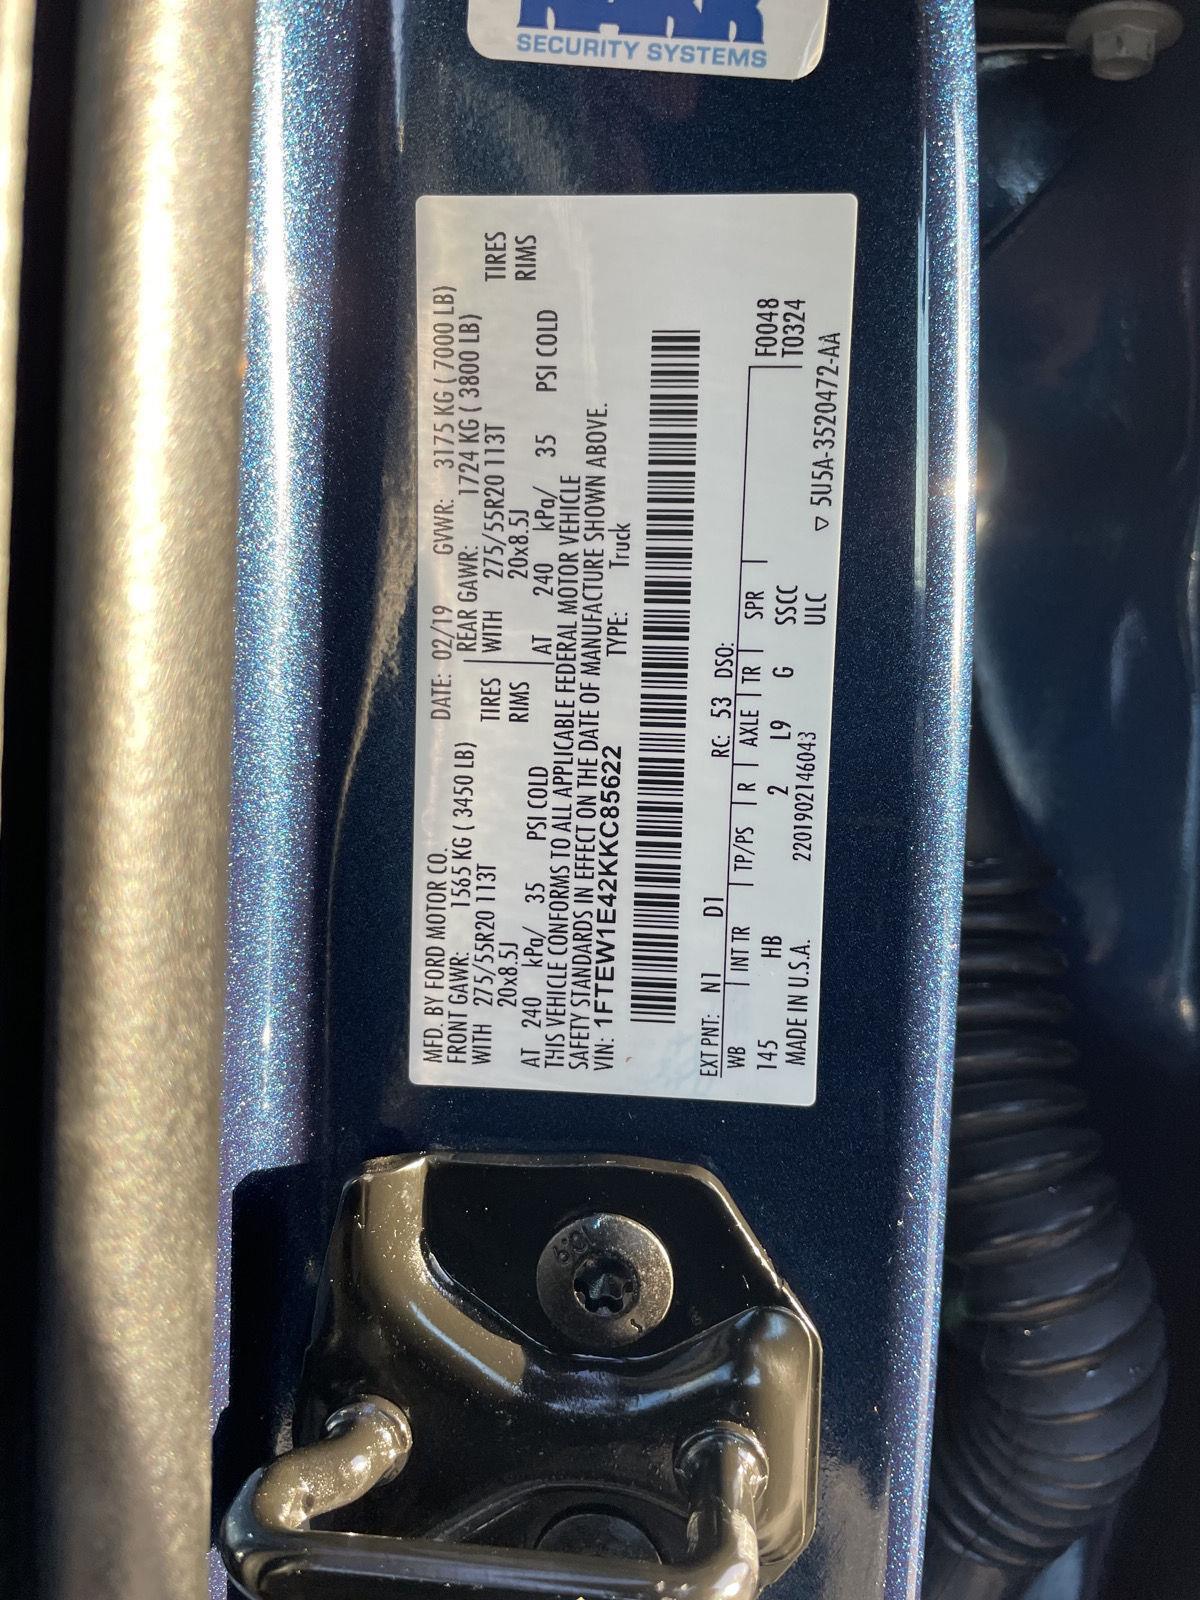 SECURITY SYSTEMS
MFD. BY FORD MOTOR CO. DATE: 02/19 GVWR: 3175 KG ( 7000 LB)
FRONT GAWR: 1565 KG ( 3450 LB) REAR GAWR: 1724 KG ( 3800 LB)
WITH 275/55R20 113T TIRES WITH 275/55R20 113T TIRES
20x8.5J RIMS 20x8.5J RIMS
AT 240 kPa/ 35 PSI COLD AT 240 kPa/ 35 PSI COLD
THIS VEHICLE CONFORMS TO ALL APPLICABLE FEDERAL MOTOR VEHICLE
SAFETY STANDARDS IN EFFECT ON THE DATE OF MANUFACTURE SHOWN ABOVE.
VIN: 1FTEW1E42KKC85622 TYPE: Truck
EXT PNT: N1 D1 RC: 53 DSO:
WB INT TR TP/PS R AXLE TR SPR F0048
145 HB 2 L9 G SSCC T0324
MADE IN U.S.A. 2201902146043 ULC ▽ 5U5A-3520472-AA
10.9